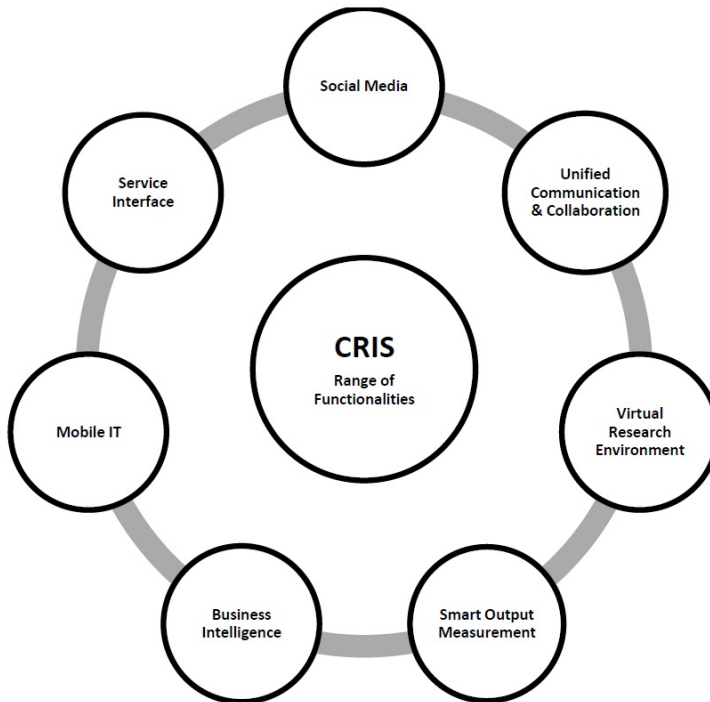 Social Media
Unified
Communication
& Collaboration
Virtual
Research
Environment
Smart Output
Measurement
Business
Intelligence
Mobile IT
Service
Interface
CRIS
Range of
Functionalities